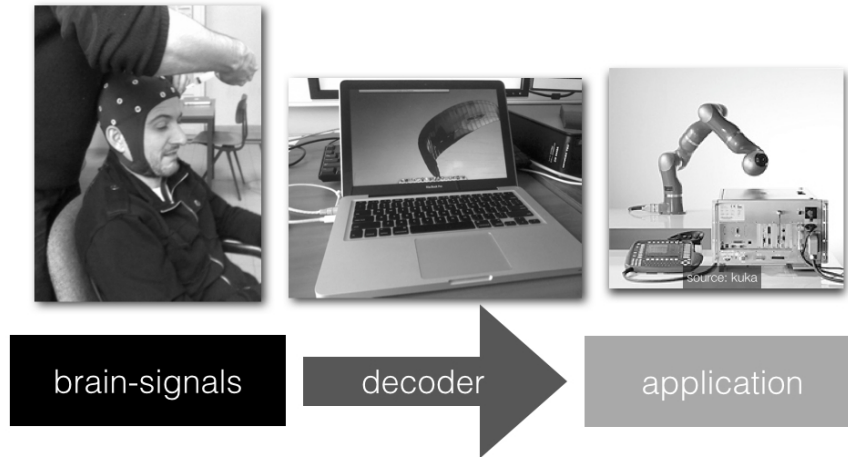 source: kuka
brain-signals
decoder
application